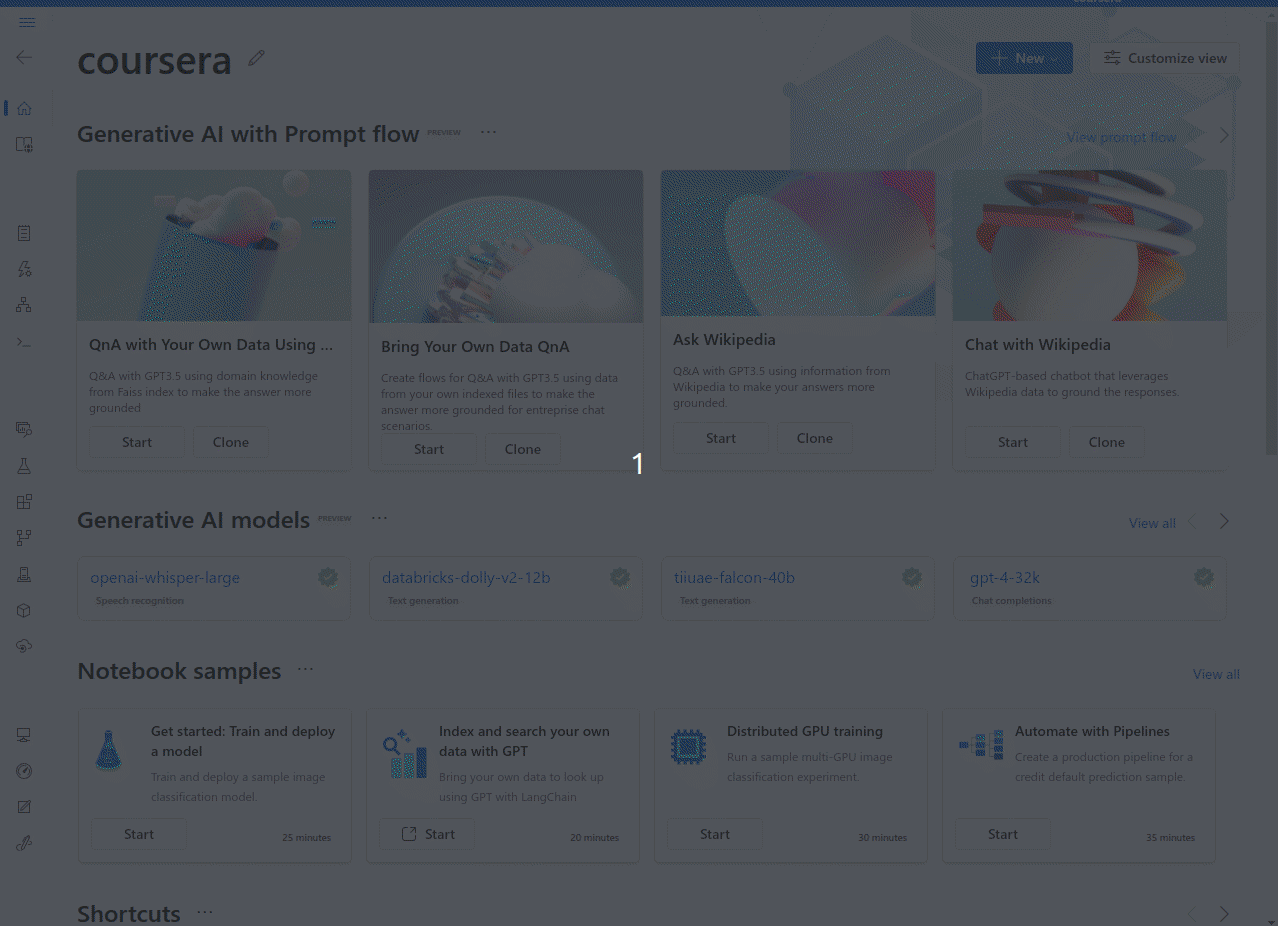 coursera
New
Customize view
Generative AI with Prompt flow PREVIEW ...
View prompt flow
QnA with Your Own Data Using ...
Q&A with GPT3.5 using domain knowledge
from Faiss index to make the answer more
grounded
Start
Clone
Bring Your Own Data QnA
Create flows for Q&A with GPT3.5 using data
from your own indexed files to make the
answer more grounded for entreprise chat
scenarios.
Start
Clone
Ask Wikipedia
Q&A with GPT3.5 using information from
Wikipedia to make your answers more
grounded.
Start
Clone
Chat with Wikipedia
ChatGPT-based chatbot that leverages
Wikipedia data to ground the responses.
Start
Clone
1
Generative AI models PREVIEW ...
View all
openai-whisper-large
Speech recognition
databricks-dolly-v2-12b
Text generation
tiiuae-falcon-40b
Text generation
gpt-4-32k
Chat completions
Notebook samples ...
View all
Get started: Train and deploy
a model
Train and deploy a sample image
classification model.
Start
25 minutes
Index and search your own
data with GPT
Bring your own data to look up
using GPT with LangChain
Start
20 minutes
Distributed GPU training
Run a sample multi-GPU image
classification experiment.
Start
30 minutes
Automate with Pipelines
Create a production pipeline for a
credit default prediction sample.
Start
35 minutes
Shortcuts ...